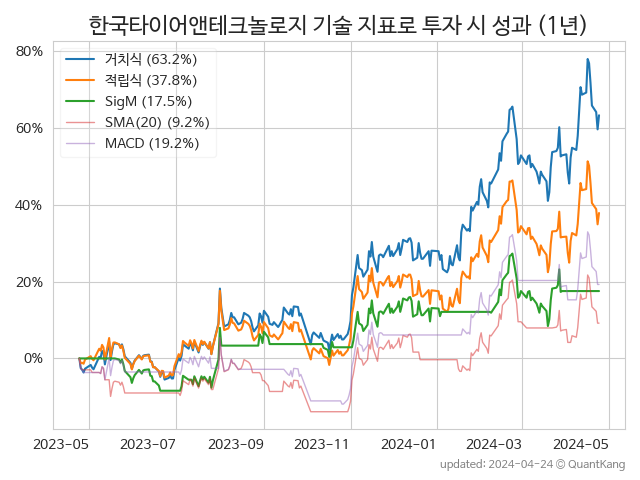 한국타이어앤테크놀로지 기술 지표로 투자 시 성과 (1년)
80%
60%
40%
20%
0%
거치식 (63.2%)
적립식 (37.8%)
SigM (17.5%)
SMA(20) (9.2%)
MACD (19.2%)
2023-05 2023-07 2023-09 2023-11 2024-01 2024-03 2024-05
updated: 2024-04-24 © QuantKang